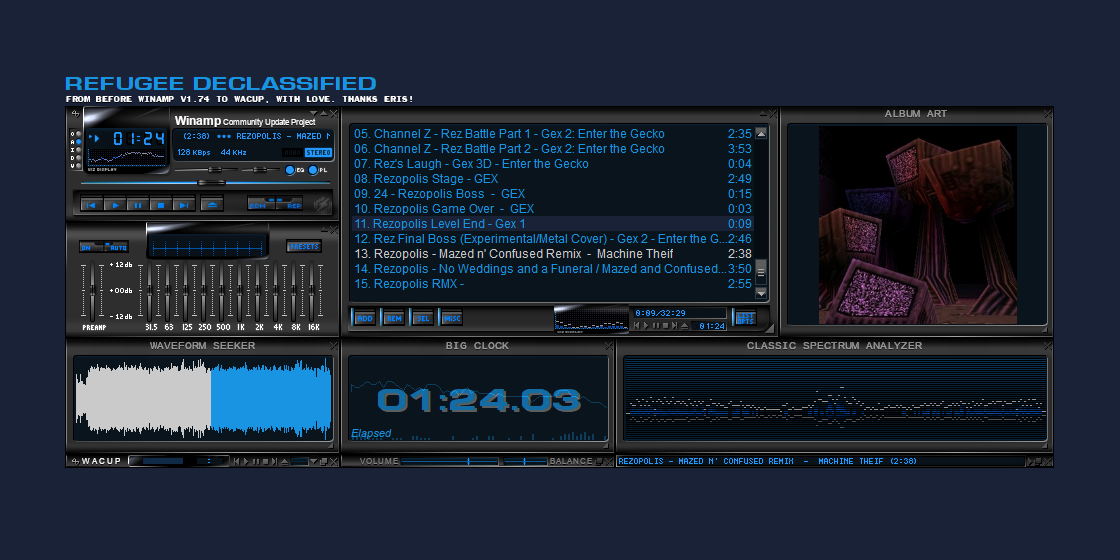 REFUGEE DECLASSIFIED
FROM BEFORE WINAMP V1.74 TO WACUP, WITH LOVE. THANKS ERIS!
Winamp Community Update Project
O
A
I
D
V
01:24
VIZ DISPLAY
(2:38) *** REZOPOLIS - MAZED N
126 KBPS 44 KHZ
STEREO
EQ PL
ON AUTO
PRESETS
+12db
+00db
-12db
PREAMP 31.5 63 125 250 500 1K 2K 4K 8K 16K
05. Channel Z - Rez Battle Part 1 - Gex 2: Enter the Gecko 2:35
06. Channel Z - Rez Battle Part 2 - Gex 2: Enter the Gecko 3:53
07. Rez's Laugh - Gex 3D - Enter the Gecko 0:04
08. Rezopolis Stage - GEX 2:49
09. 24 - Rezopolis Boss - GEX 0:15
10. Rezopolis Game Over - GEX 0:03
11. Rezopolis Level End - Gex 1 0:09
12. Rez Final Boss (Experimental/Metal Cover) - Gex 2 - Enter the G... 2:46
13. Rezopolis - Mazed n' Confused Remix - Machine Theif 2:38
14. Rezopolis - No Weddings and a Funeral / Mazed and Confused... 3:50
15. Rezopolis RMX - 2:55
ADD REM SEL MISC
0:09/32:29
01:24
LIST OPTS
ALBUM ART
WAVEFORM SEEKER
BIG CLOCK
01:24.03
Elapsed
CLASSIC SPECTRUM ANALYZER
WACUP
VOLUME BALANCE
REZOPOLIS - MAZED N' CONFUSED REMIX - MACHINE THEIF (2:38)